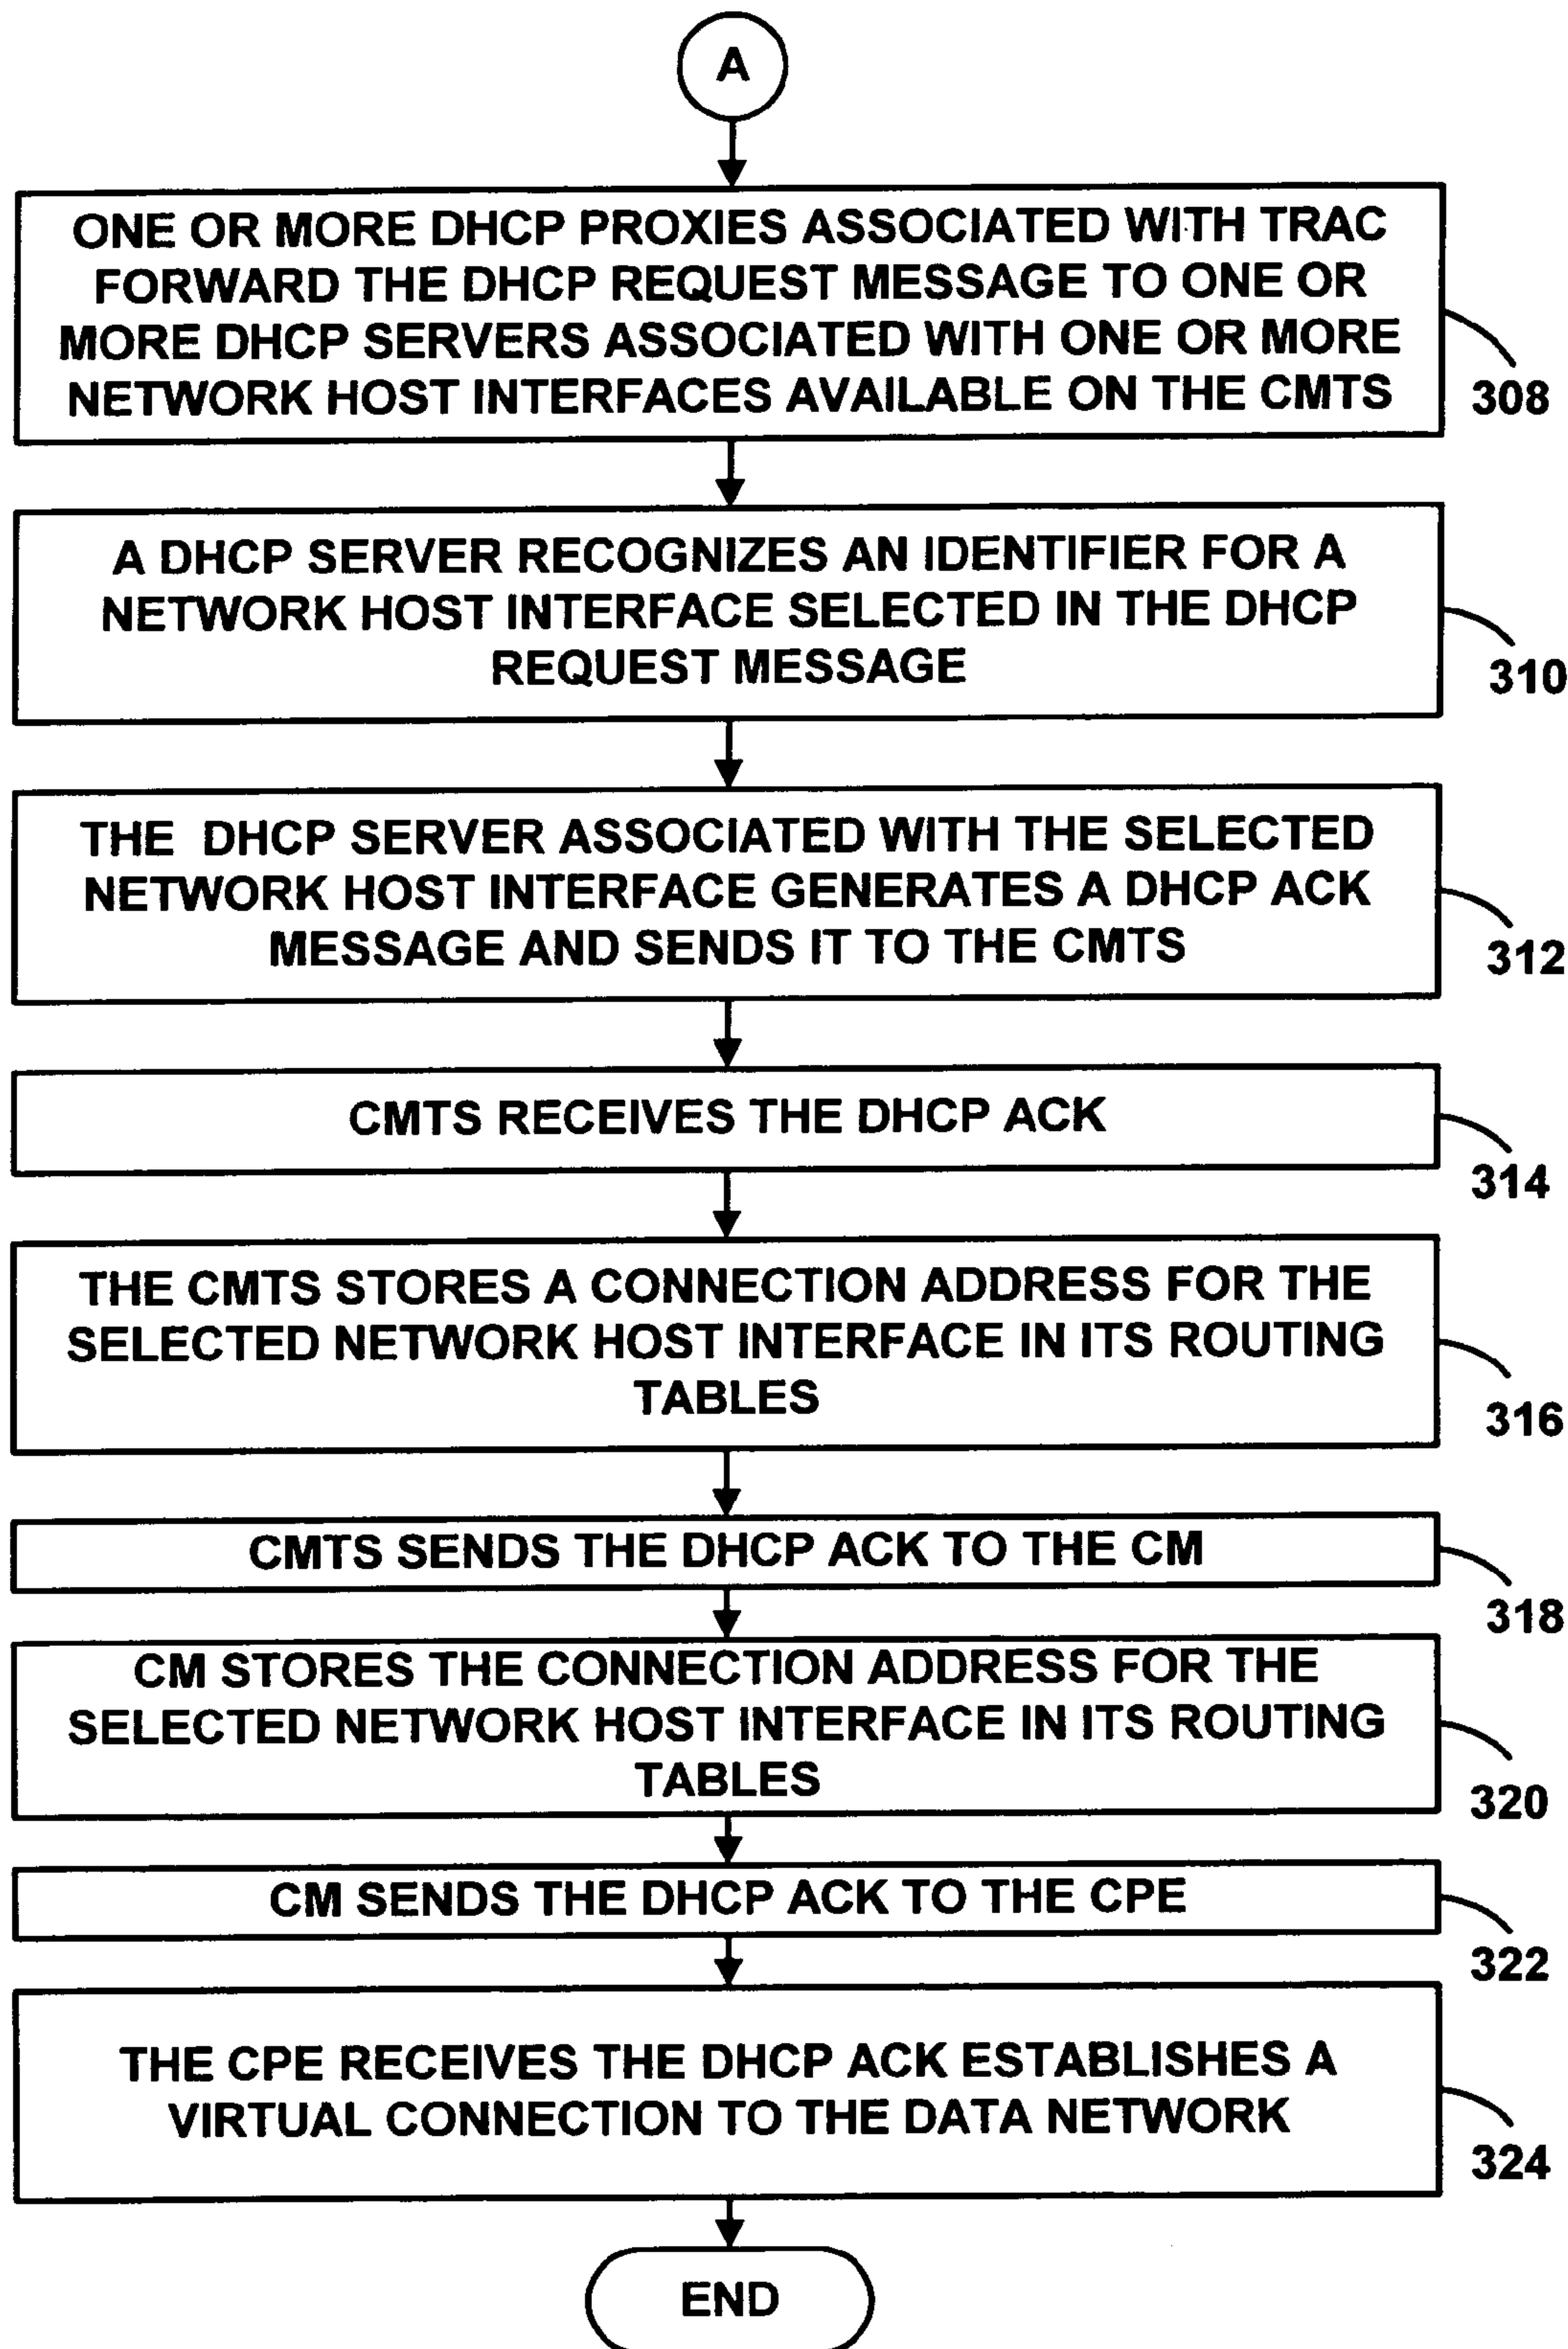 A
ONE OR MORE DHCP PROXIES ASSOCIATED WITH TRAC
FORWARD THE DHCP REQUEST MESSAGE TO ONE OR
MORE DHCP SERVERS ASSOCIATED WITH ONE OR MORE
NETWORK HOST INTERFACES AVAILABLE ON THE CMTS
308
A DHCP SERVER RECOGNIZES AN IDENTIFIER FOR A
NETWORK HOST INTERFACE SELECTED IN THE DHCP
REQUEST MESSAGE
310
THE DHCP SERVER ASSOCIATED WITH THE SELECTED
NETWORK HOST INTERFACE GENERATES A DHCP ACK
MESSAGE AND SENDS IT TO THE CMTS
312
CMTS RECEIVES THE DHCP ACK
314
THE CMTS STORES A CONNECTION ADDRESS FOR THE
SELECTED NETWORK HOST INTERFACE IN ITS ROUTING
TABLES
316
CMTS SENDS THE DHCP ACK TO THE CM
318
CM STORES THE CONNECTION ADDRESS FOR THE
SELECTED NETWORK HOST INTERFACE IN ITS ROUTING
TABLES
320
CM SENDS THE DHCP ACK TO THE CPE
322
THE CPE RECEIVES THE DHCP ACK ESTABLISHES A
VIRTUAL CONNECTION TO THE DATA NETWORK
324
END